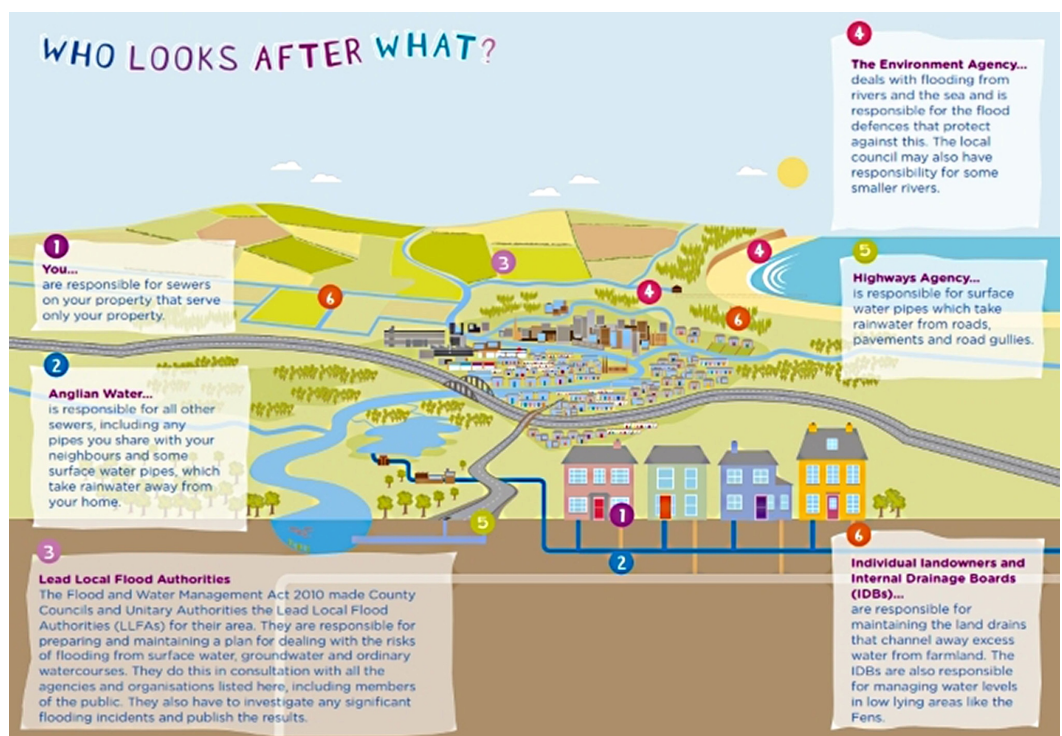 WHO LOOKS AFTER WHAT?
4
The Environment Agency...
deals with flooding from
rivers and the sea and is
responsible for the flood
defences that protect
against this. The local
council may also have
responsibility for some
smaller rivers.
1
You...
are responsible for sewers
on your property that serve
only your property.
3
4
5
Highways Agency...
is responsible for surface
water pipes which take
rainwater from roads,
pavements and road gullies.
6
4
6
2
Anglian Water...
is responsible for all other
sewers, including any
pipes you share with your
neighbours and some
surface water pipes, which
take rainwater away from
your home.
5
1
2
3
Lead Local Flood Authorities
The Flood and Water Management Act 2010 made County
Councils and Unitary Authorities the Lead Local Flood
Authorities (LLFAs) for their area. They are responsible for
preparing and maintaining a plan for dealing with the risks
of flooding from surface water, groundwater and ordinary
watercourses. They do this in consultation with all the
agencies and organisations listed here, including members
of the public. They also have to investigate any significant
flooding incidents and publish the results.
6
Individual landowners and
Internal Drainage Boards
(IDBs)...
are responsible for
maintaining the land drains
that channel away excess
water from farmland. The
IDBs are also responsible
for managing water levels
in low lying areas like the
Fens.